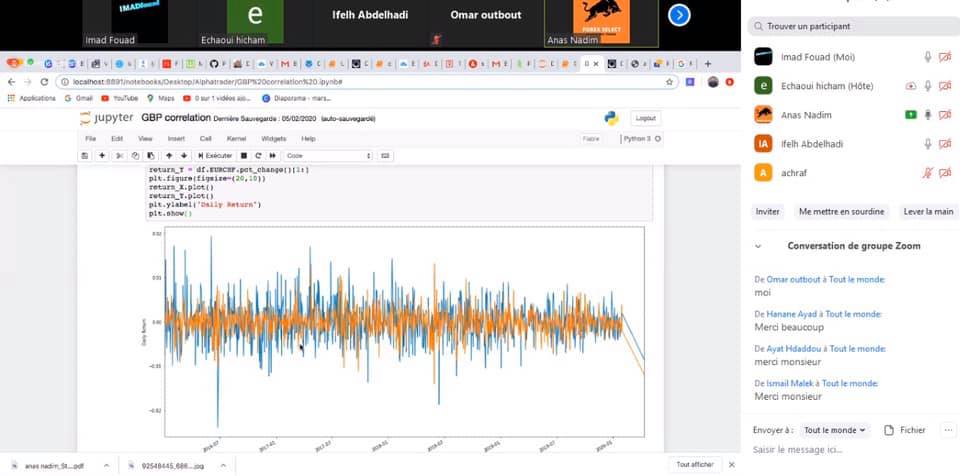 IMADfouad
Imad Fouad
e
Echaoui hicham
Ifelh Abdelhadi
Omar outbout
FOREX SELECT
Anas Nadim
localhost:8891/notebooks/Desktop/Alphatrader/GBP%20correlation%20.ipynb#
Applications
Gmail
YouTube
Maps
0 sur 1 vidéos ajo...
Diaporama - mars...
jupyter
GBP correlation
Dernière Sauvegarde : 05/02/2020
(auto-sauvegardé)
Logout
File
Edit
View
Insert
Cell
Kernel
Widgets
Help
Fiable
Python 3
Exécuter
Code
return_Y = df.EURCHF.pct_change()[1:]
plt.figure(figsize=(20,10))
return_X.plot()
return_Y.plot()
plt.ylabel("Daily Return")
plt.show()
0.02
0.01
0.00
-0.01
-0.02
Daily Return
2016-07
2017-01
2017-07
2018-01
2018-07
2019-01
2019-07
2020-01
anas nadim_St....pdf
92548445_686....jpg
Tout afficher
Trouver un participant
Imad Fouad (Moi)
e
Echaoui hicham (Hôte)
Anas Nadim
IA
ifelh Abdelhadi
A
achraf
Inviter
Me mettre en sourdine
Lever la main
Conversation de groupe Zoom
De Omar outbout à Tout le monde:
moi
De Hanane Ayad à Tout le monde:
Merci beaucoup
De Ayat Hdaddou à Tout le monde:
merci monsieur
De Ismail Malek à Tout le monde:
Merci monsieur
Envoyer à :
Tout le monde
Fichier
...
Saisir le message ici...